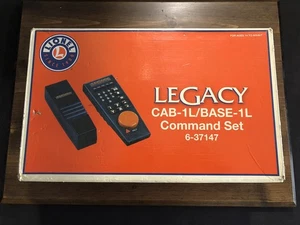 LIONEL
LEGACY
CAB-1L/BASE-1L
Command Set
6-37147